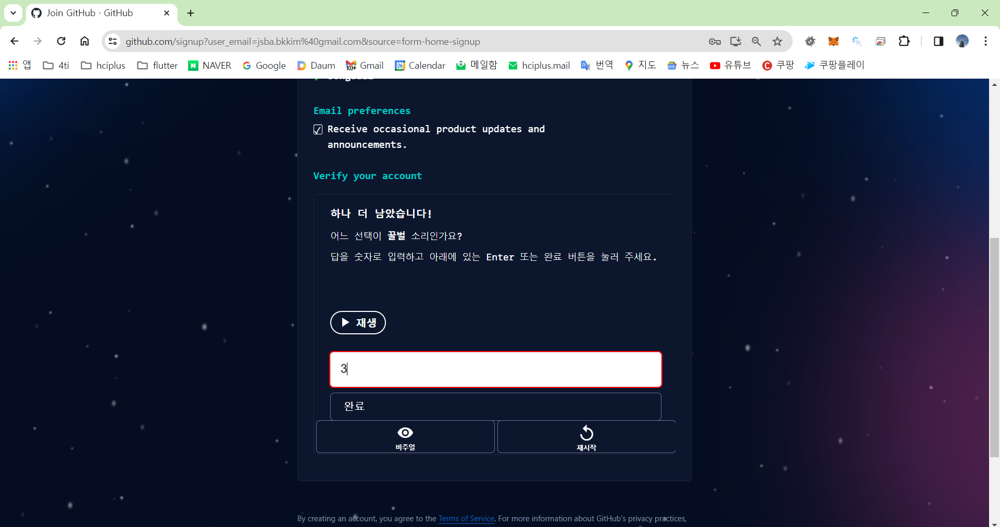 Join GitHub · GitHub
github.com/signup?user_email=jsba.bkkim%40gmail.com&source=form-home-signup
앱 4ti hciplus flutter NAVER Google Daum Gmail Calendar 메일함 hciplus.mail 번역 지도 뉴스 유튜브 쿠팡 쿠팡플레이
Email preferences
Receive occasional product updates and
announcements.
Verify your account
하나 더 남았습니다!
어느 선택이 꿀벌 소리인가요?
답을 숫자로 입력하고 아래에 있는 Enter 또는 완료 버튼을 눌러 주세요.
재생
3
완료
비주얼 재시작
By creating an account, you agree to the Terms of Service. For more information about GitHub's privacy practices,